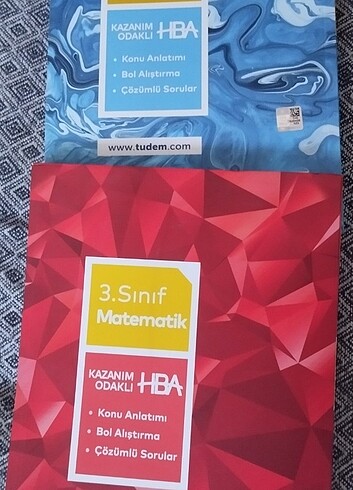 KAZANIM
ODAKLI HBA
• Konu Anlatımı
• Bol Alıştırma
• Çözümlü Sorular
www.tudem.com
3.Sınıf
Matematik
KAZANIM
ODAKLI HBA
• Konu Anlatımı
• Bol Alıştırma
• Çözümlü Sorular